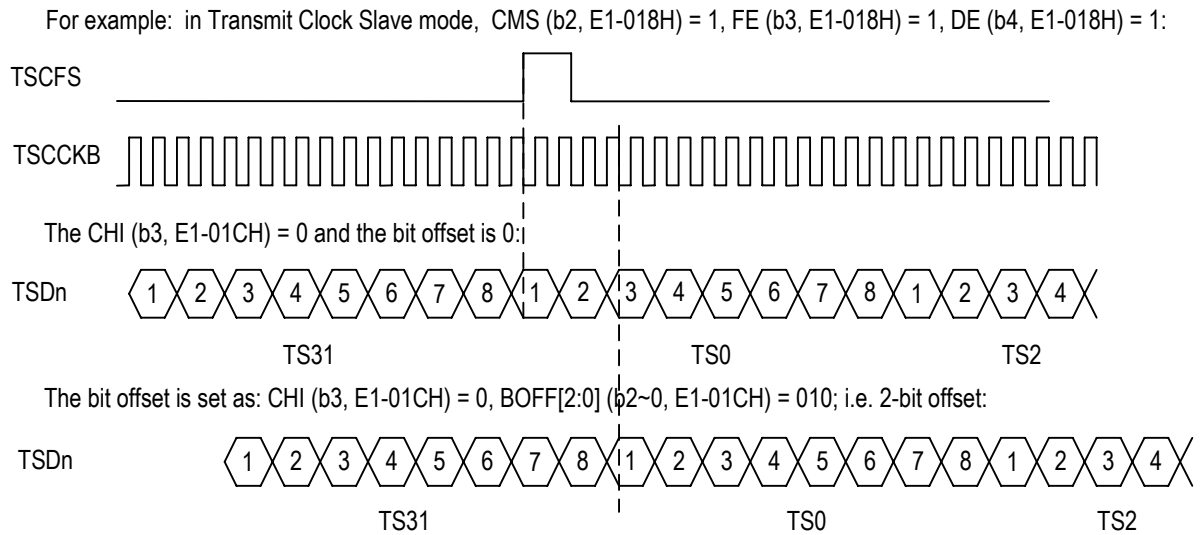 For example: in Transmit Clock Slave mode, CMS (b2, E1-018H) = 1, FE (b3, E1-018H) = 1, DE (b4, E1-018H) = 1:
TSCFS
TSCCKB
The CHI (b3, E1-01CH) = 0 and the bit offset is 0:
TSDn 1 2 3 4 5 6 7 8 1 2 3 4 5 6 7 8 1 2 3 4
TS31 TS0 TS2
The bit offset is set as: CHI (b3, E1-01CH) = 0, BOFF[2:0] (b2~0, E1-01CH) = 010; i.e. 2-bit offset:
TSDn 1 2 3 4 5 6 7 8 1 2 3 4 5 6 7 8 1 2 3 4
TS31 TS0 TS2